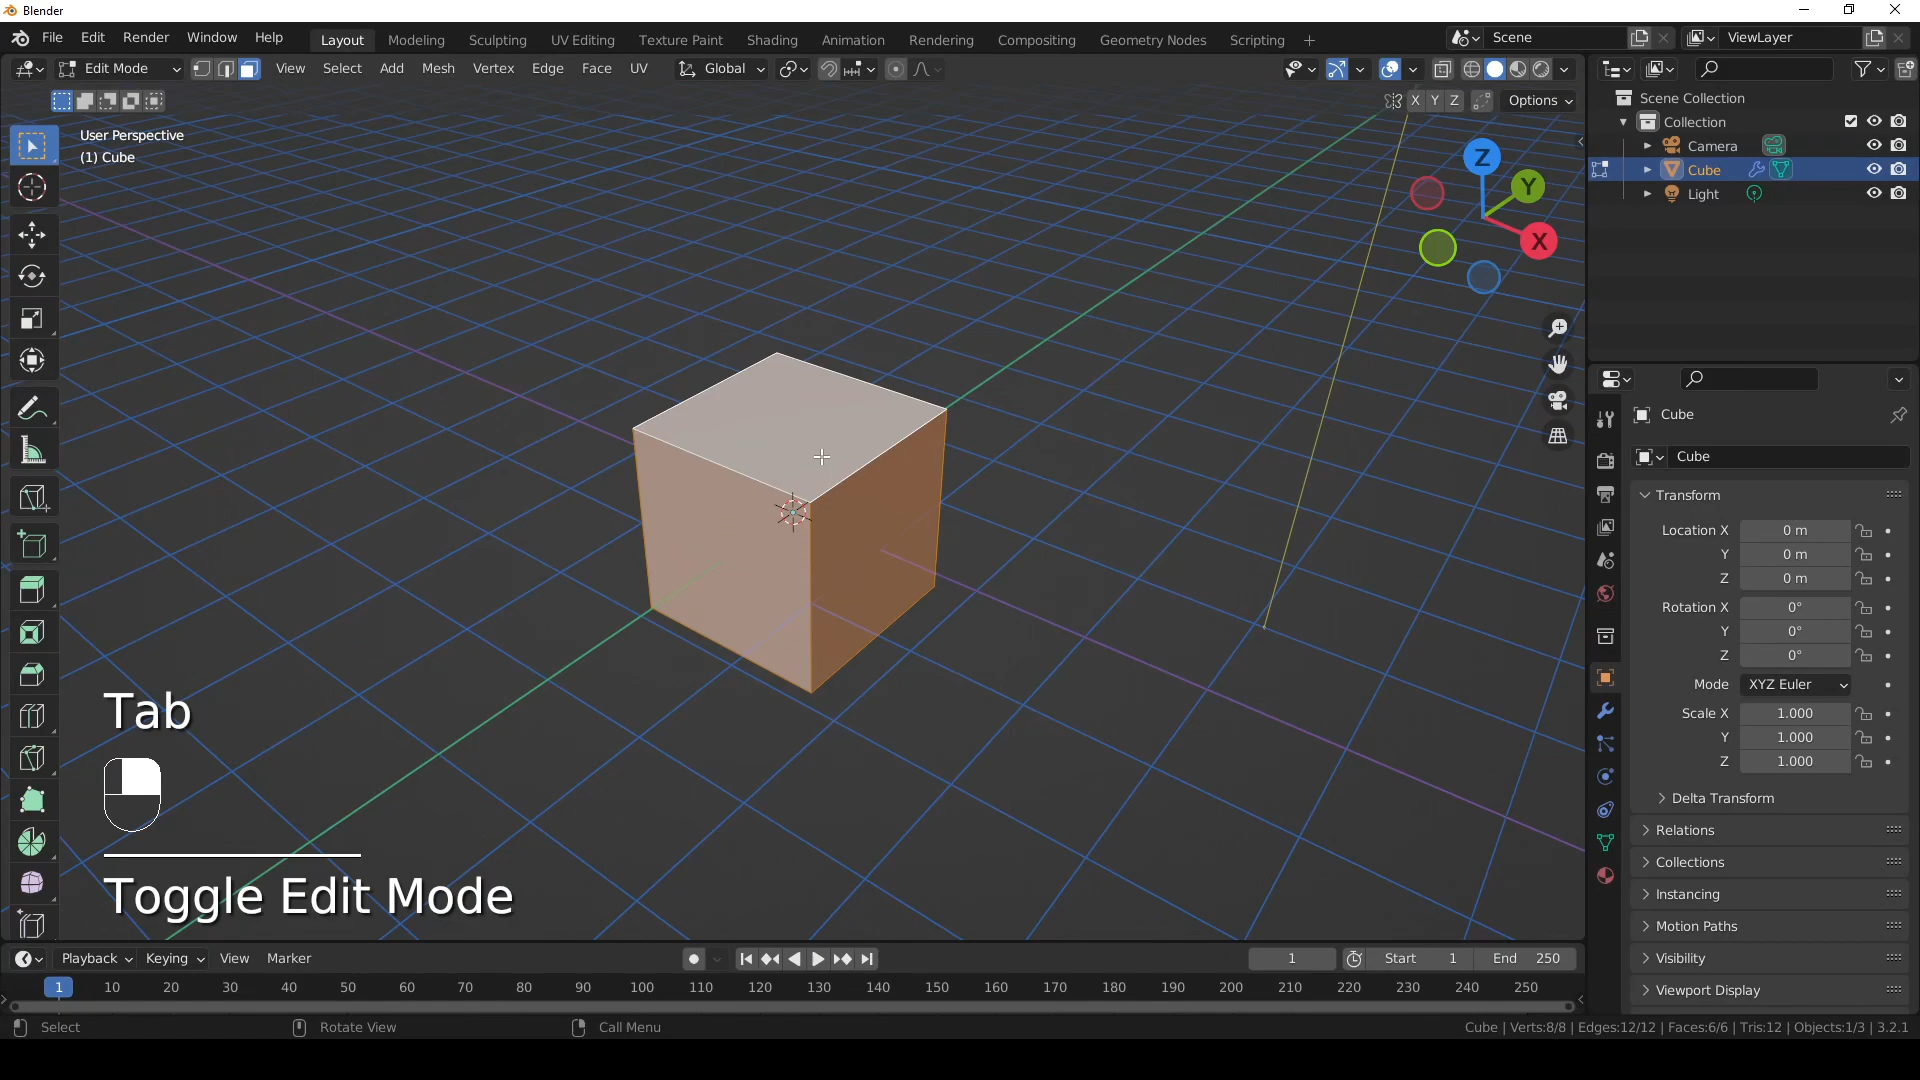 Blender
File Edit Render Window Help
Layout Modeling Sculpting UV Editing Texture Paint Shading Animation Rendering Compositing Geometry Nodes Scripting +
Scene
ViewLayer
Edit Mode View Select Add Mesh Vertex Edge Face UV Global
X Y Z Options
User Perspective
(1) Cube
Z
Y
X
Scene Collection
Collection
Camera
Cube
Light
Cube
Cube
Transform
Location X 0 m
Y 0 m
Z 0 m
Rotation X 0°
Y 0°
Z 0°
Mode XYZ Euler
Scale X 1.000
Y 1.000
Z 1.000
Delta Transform
Relations
Collections
Instancing
Motion Paths
Visibility
Viewport Display
Tab
Toggle Edit Mode
Playback Keying View Marker
1 Start 1 End 250
1 10 20 30 40 50 60 70 80 90 100 110 120 130 140 150 160 170 180 190 200 210 220 230 240 250
Select Rotate View Call Menu
Cube | Verts:8/8 | Edges:12/12 | Faces:6/6 | Tris:12 | Objects:1/3 | 3.2.1